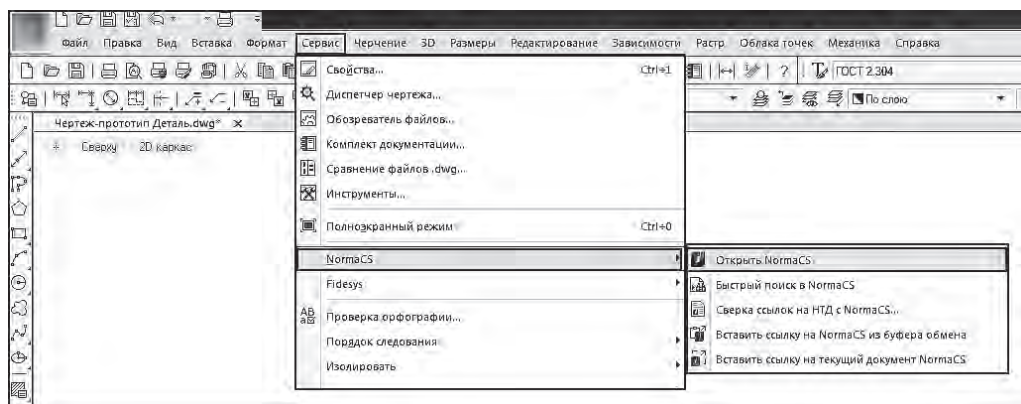 Файл Правка Вид Вставка Формат Сервис Черчение 3D Размеры Редактирование Зависимости Растр Облака точек Механика Справка
Свойства... Ctrl+1
ГОСТ 2.304
Диспетчер чертежа...
По слою
Обозреватель файлов...
Чертеж-прототип Деталь.dwg* ×
Сверху 2D каркас
Комплект документации...
Сравнение файлов .dwg...
Инструменты...
Полноэкранный режим Ctrl+0
NormaCS
Открыть NormaCS
Fidesys
Быстрый поиск в NormaCS
Сверка ссылок на НТД с NormaCS...
Проверка орфографии...
Вставить ссылку на NormaCS из буфера обмена
Порядок следования
Вставить ссылку на текущий документ NormaCS
Изолировать